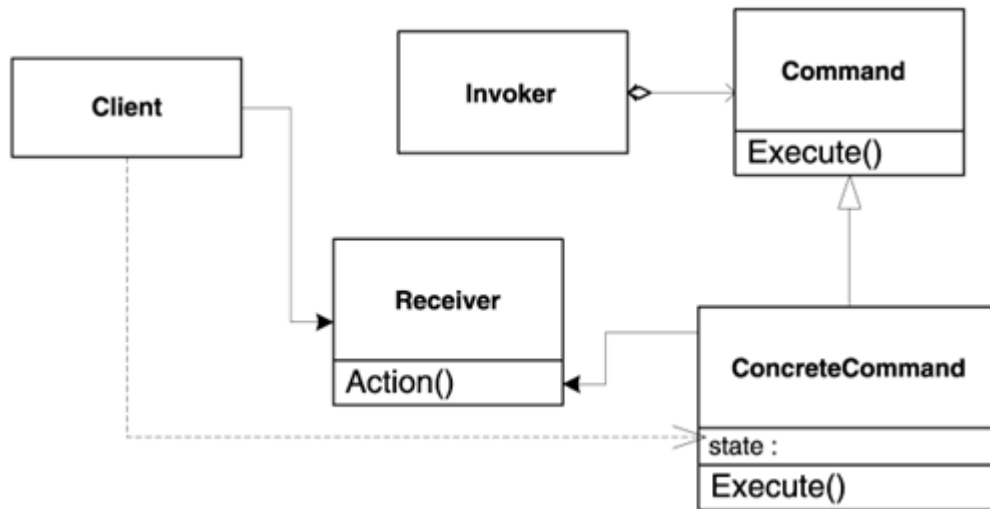 Client
Invoker
Command
Execute()
Receiver
Action()
ConcreteCommand
state :
Execute()